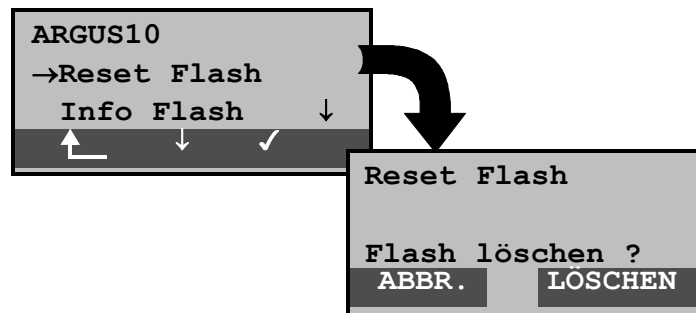 ARGUS10
→Reset Flash
Info Flash ↓
↓ ✓
Reset Flash
Flash löschen ?
ABBR. LÖSCHEN